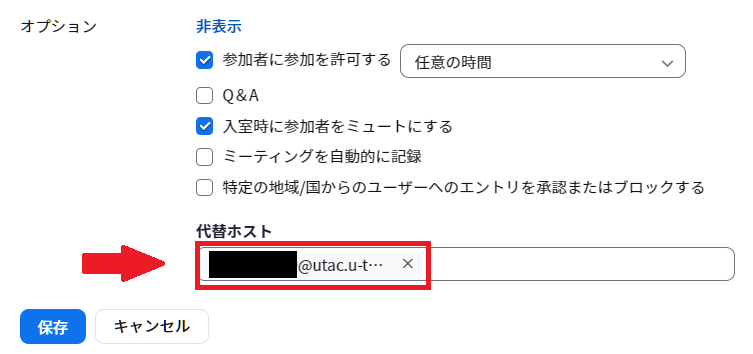 オプション
非表示
参加者に参加を許可する 任意の時間
Q&A
入室時に参加者をミュートにする
ミーティングを自動的に記録
特定の地域/国からのユーザーへのエントリを承認またはブロックする
代替ホスト
@utac.u-t… ×
保存 キャンセル